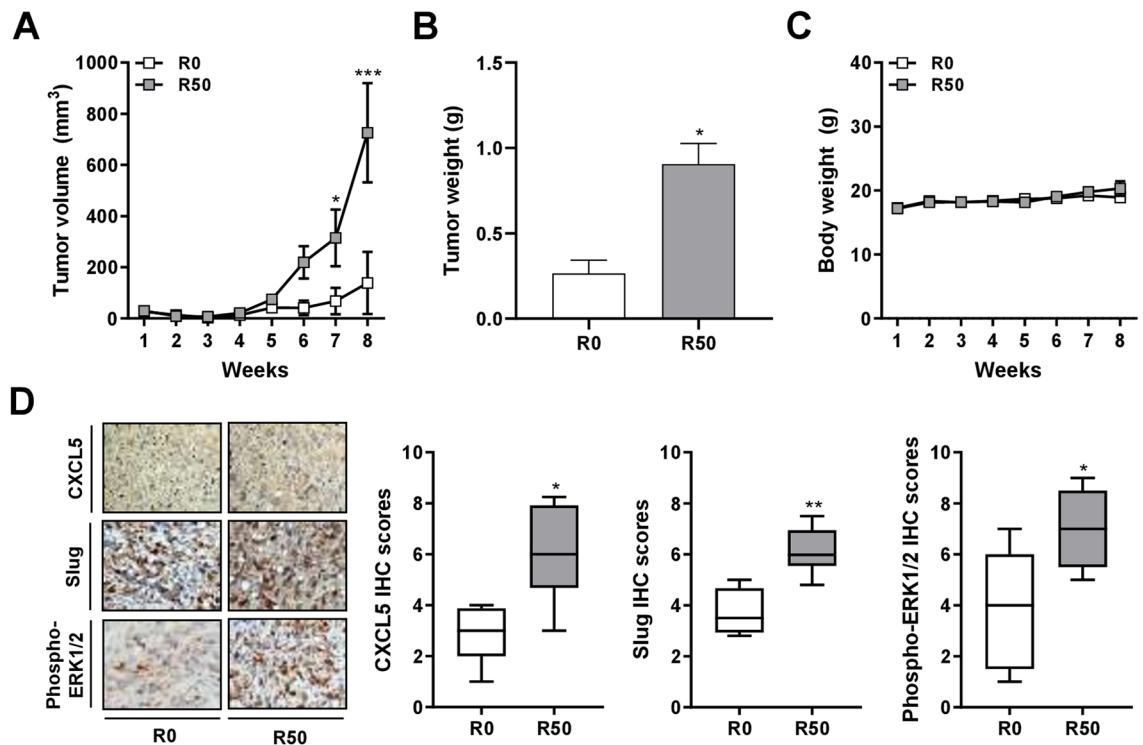 A
Tumor volume (mm³)
1000
800
600
400
200
0
R0
R50
*
***
1 2 3 4 5 6 7 8
Weeks
B
Tumor weight (g)
1.5
1.0
0.5
0.0
*
R0 R50
C
Body weight (g)
40
30
20
10
0
R0
R50
1 2 3 4 5 6 7 8
Weeks
D
CXCL5
Slug
Phospho-
ERK1/2
R0 R50
CXCL5 IHC scores
10
8
6
4
2
0
*
R0 R50
Slug IHC scores
10
8
6
4
2
0
**
R0 R50
Phospho-ERK1/2 IHC scores
10
8
6
4
2
0
*
R0 R50